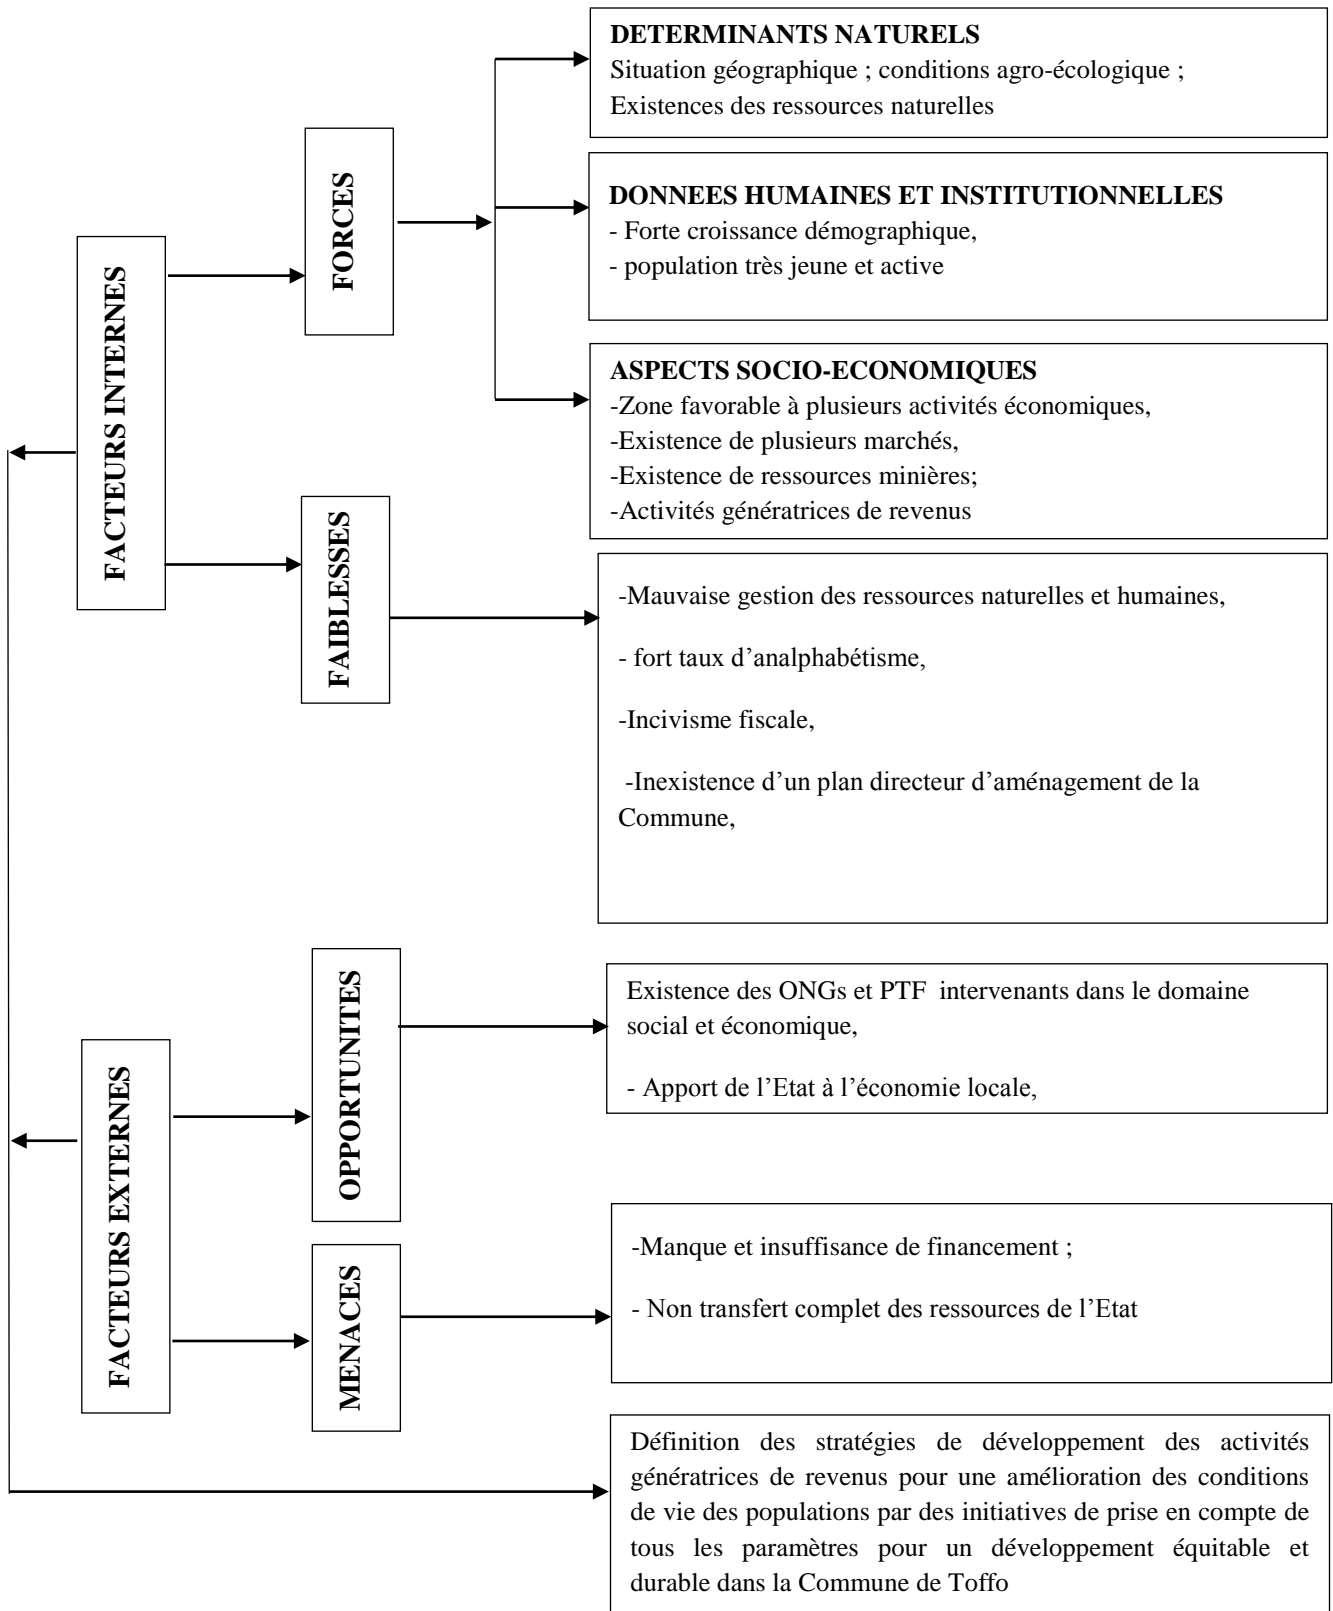 FACTEURS INTERNES
FORCES
DETERMINANTS NATURELS
Situation géographique ; conditions agro-écologique ;
Existences des ressources naturelles
DONNEES HUMAINES ET INSTITUTIONNELLES
- Forte croissance démographique,
- population très jeune et active
ASPECTS SOCIO-ECONOMIQUES
-Zone favorable à plusieurs activités économiques,
-Existence de plusieurs marchés,
-Existence de ressources minières;
-Activités génératrices de revenus
FAIBLESSES
-Mauvaise gestion des ressources naturelles et humaines,
- fort taux d’analphabétisme,
-Incivisme fiscale,
-Inexistence d’un plan directeur d’aménagement de la
Commune,
FACTEURS EXTERNES
OPPORTUNITES
Existence des ONGs et PTF intervenants dans le domaine
social et économique,
- Apport de l’Etat à l’économie locale,
MENACES
-Manque et insuffisance de financement ;
- Non transfert complet des ressources de l’Etat
Définition des stratégies de développement des activités
génératrices de revenus pour une amélioration des conditions
de vie des populations par des initiatives de prise en compte de
tous les paramètres pour un développement équitable et
durable dans la Commune de Toffo